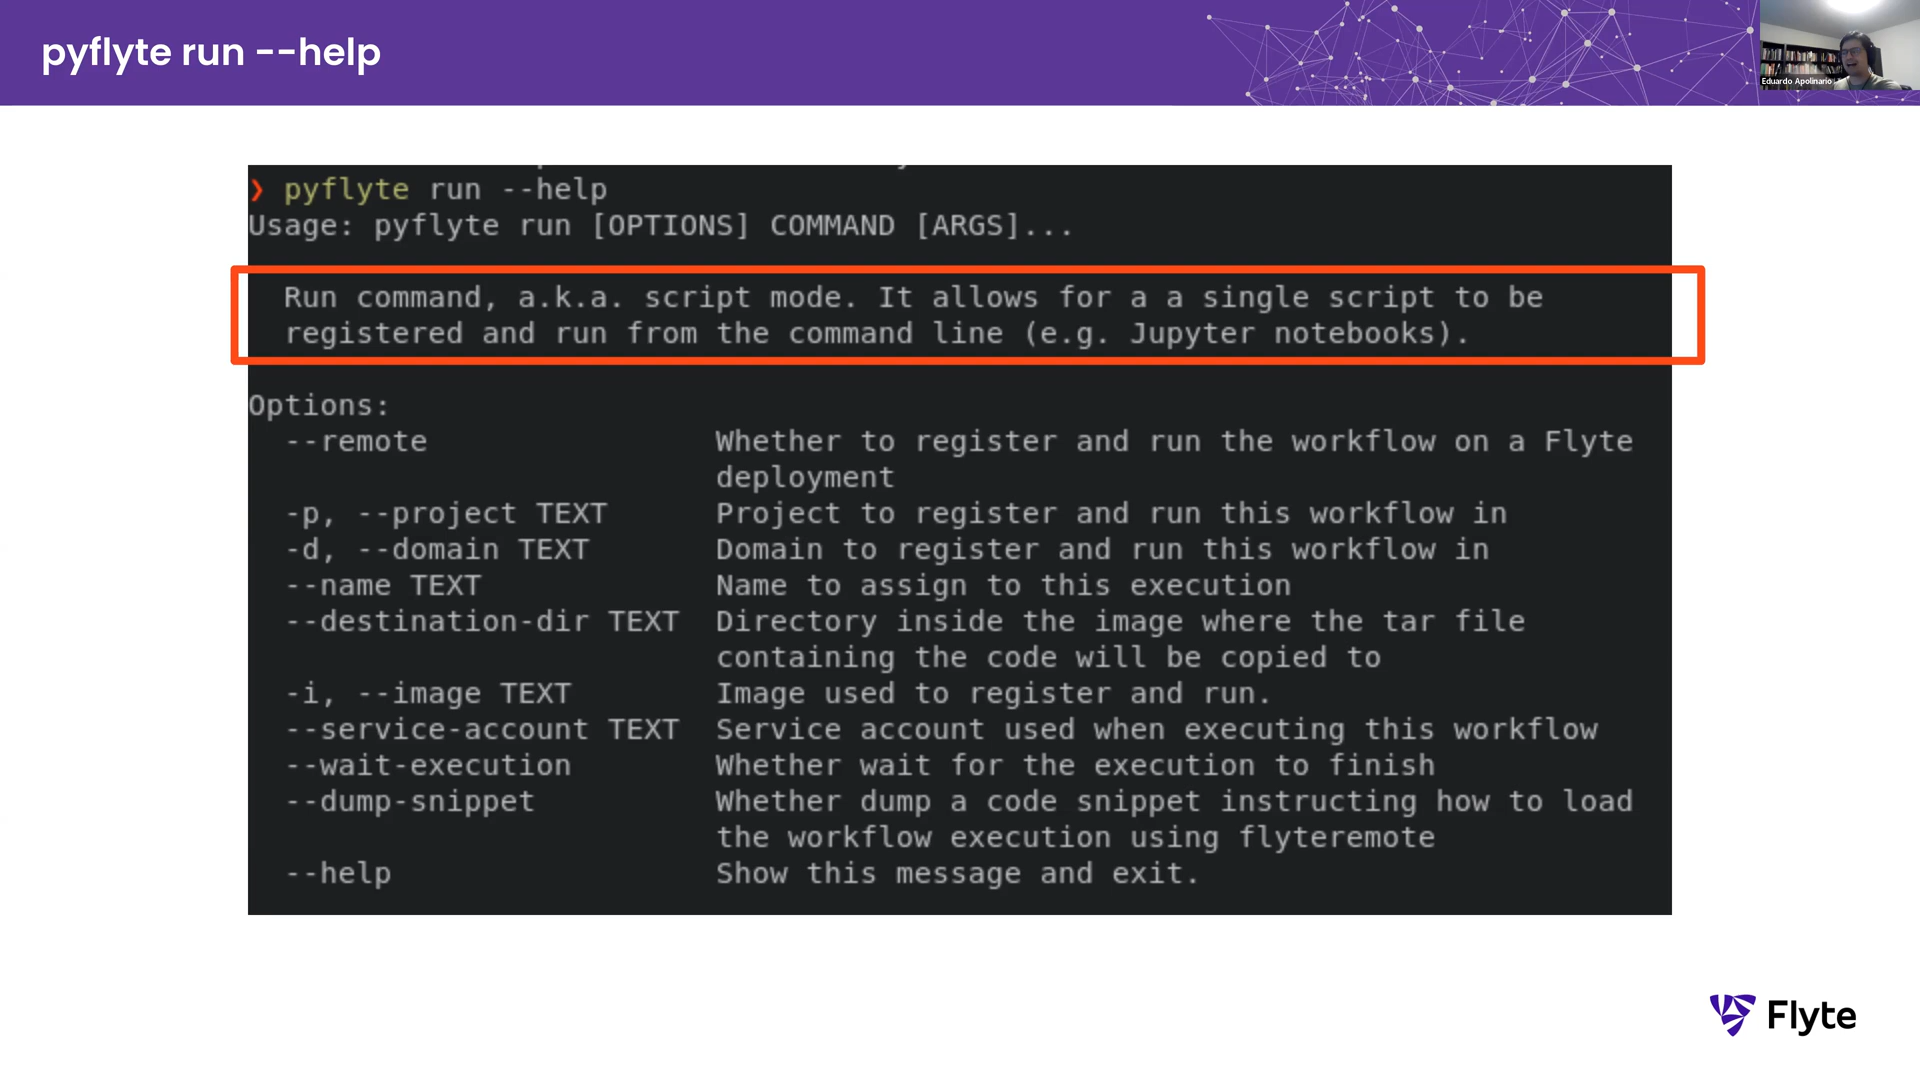 pyflyte run --help
Eduardo Apolinario
❯ pyflyte run --help
Usage: pyflyte run [OPTIONS] COMMAND [ARGS]...
Run command, a.k.a. script mode. It allows for a a single script to be
registered and run from the command line (e.g. Jupyter notebooks).
Options:
--remote Whether to register and run the workflow on a Flyte
deployment
-p, --project TEXT Project to register and run this workflow in
-d, --domain TEXT Domain to register and run this workflow in
--name TEXT Name to assign to this execution
--destination-dir TEXT Directory inside the image where the tar file
containing the code will be copied to
-i, --image TEXT Image used to register and run.
--service-account TEXT Service account used when executing this workflow
--wait-execution Whether wait for the execution to finish
--dump-snippet Whether dump a code snippet instructing how to load
the workflow execution using flyteremote
--help Show this message and exit.
Flyte